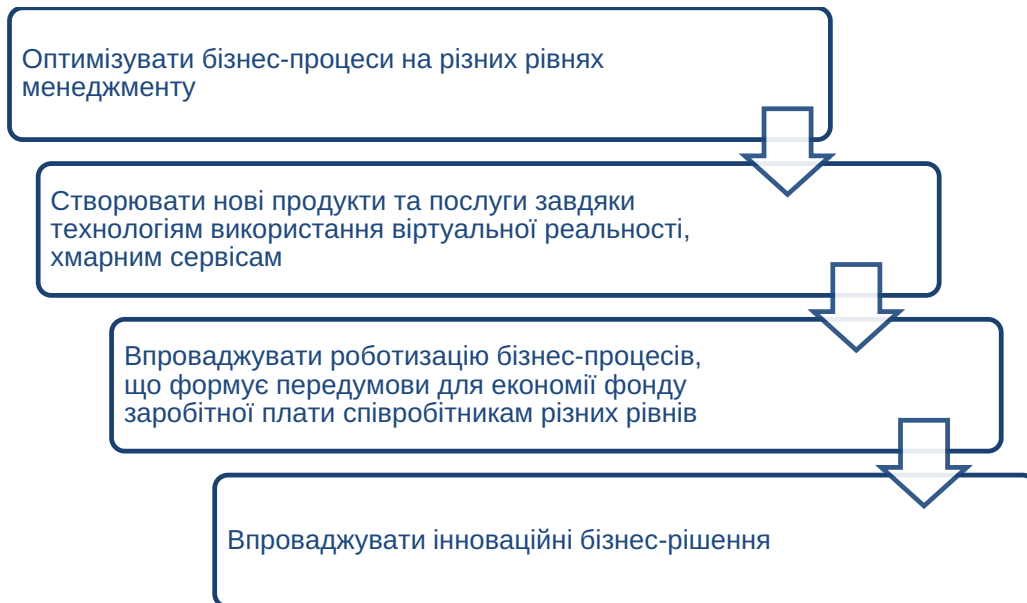 Оптимізувати бізнес-процеси на різних рівнях
менеджменту
Створювати нові продукти та послуги завдяки
технологіям використання віртуальної реальності,
хмарним сервісам
Впроваджувати роботизацію бізнес-процесів,
що формує передумови для економії фонду
заробітної плати співробітникам різних рівнів
Впроваджувати інноваційні бізнес-рішення